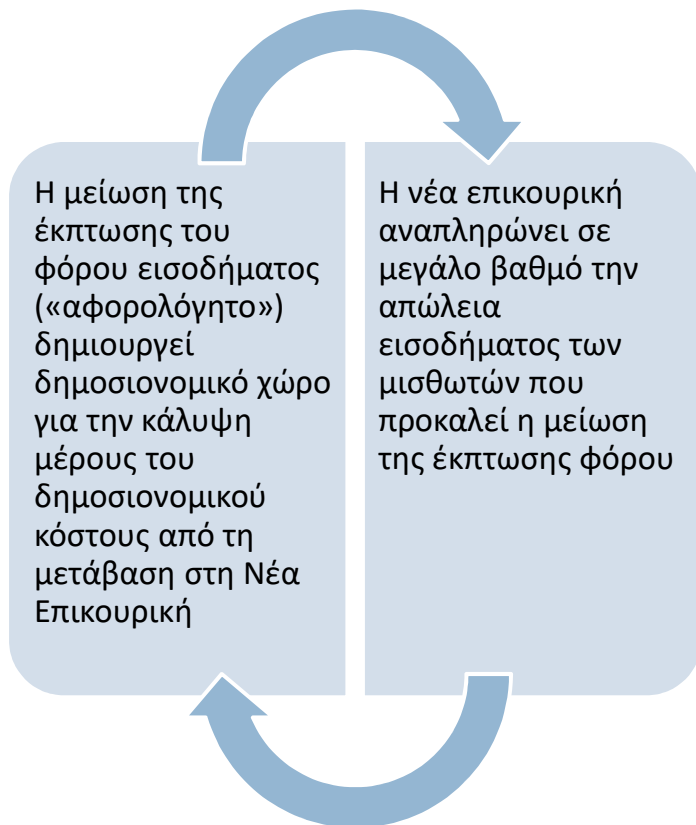 Η μείωση της
έκπτωσης του
φόρου εισοδήματος
(«αφορολόγητο»)
δημιουργεί
δημοσιονομικό χώρο
για την κάλυψη
μέρους του
δημοσιονομικού
κόστους από τη
μετάβαση στη Νέα
Επικουρική
Η νέα επικουρική
αναπληρώνει σε
μεγάλο βαθμό την
απώλεια
εισοδήματος των
μισθωτών που
προκαλεί η μείωση
της έκπτωσης φόρου